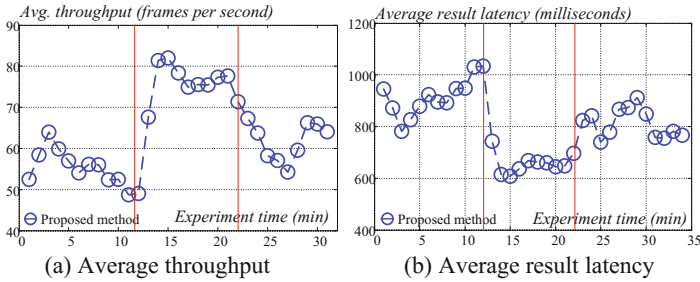 Avg. throughput (frames per second)
90
80
70
60
50
40
0 5 10 15 20 25 30
Proposed method
Experiment time (min)
(a) Average throughput
Average result latency (milliseconds)
1200
1000
800
600
400
0 5 10 15 20 25 30 35
Proposed method
Experiment time (min)
(b) Average result latency